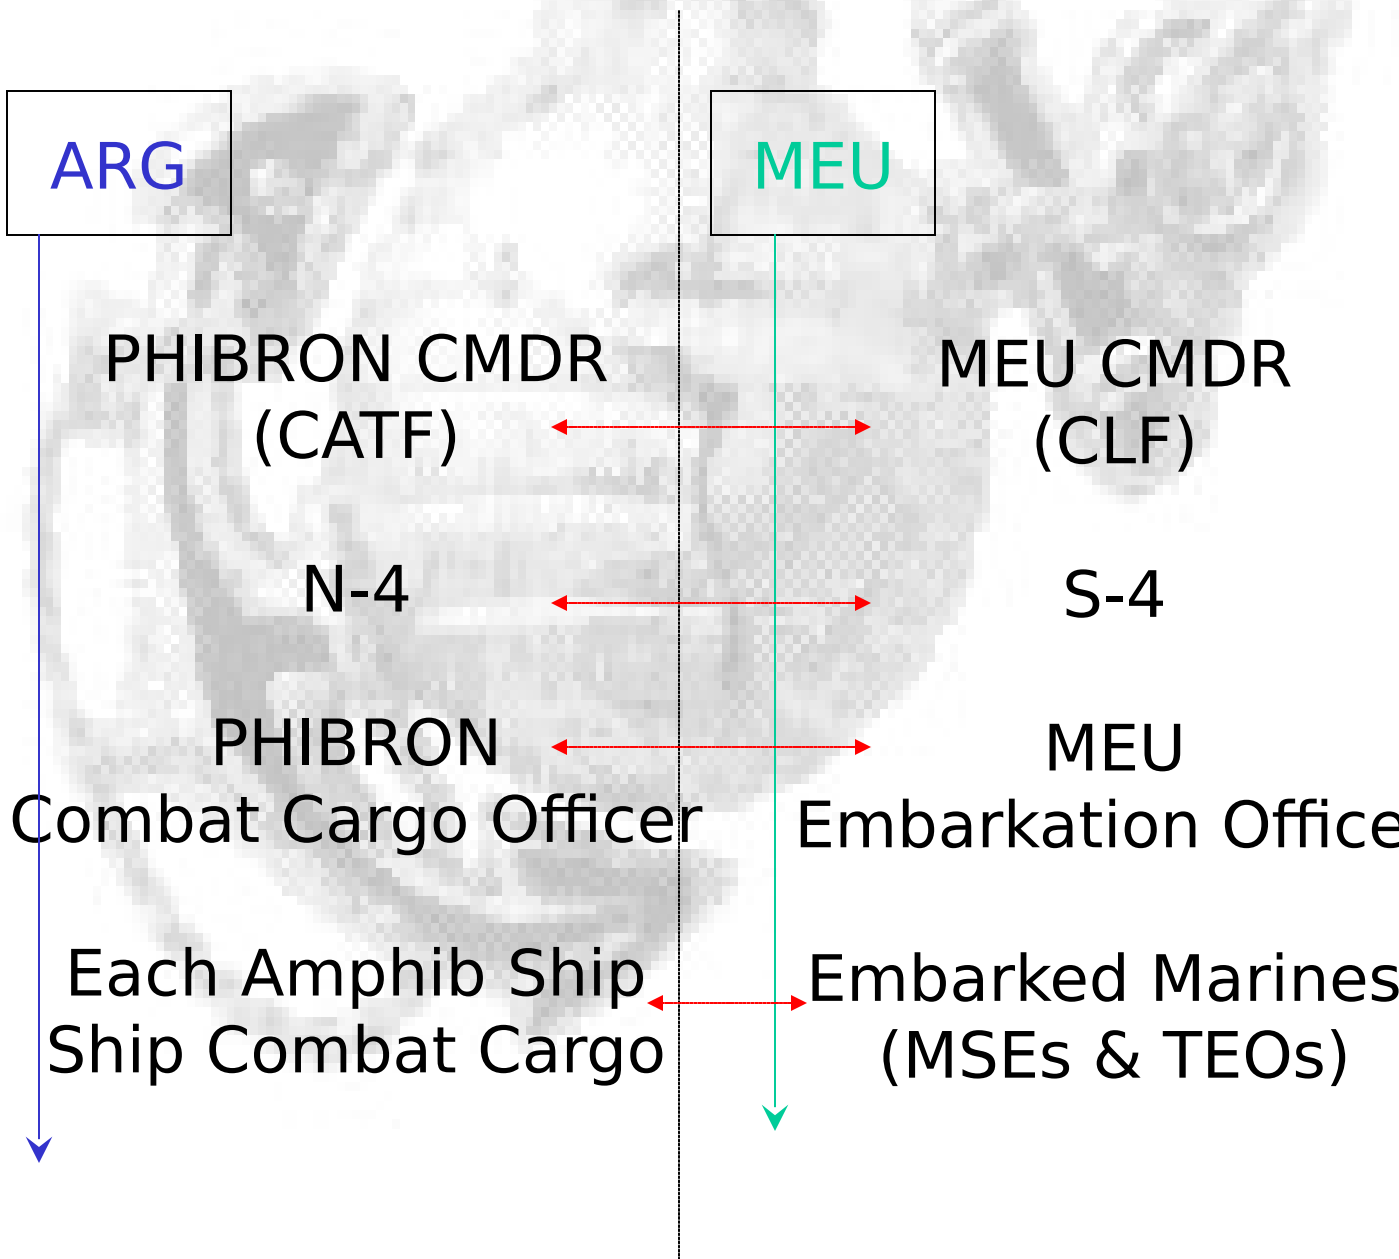 ARG
PHIBRON CMDR
(CATF)
N-4
PHIBRON
Combat Cargo Officer
Each Amphib Ship
Ship Combat Cargo
MEU
MEU CMDR
(CLF)
S-4
MEU
Embarkation Office
Embarked Marines
(MSEs & TEOs)